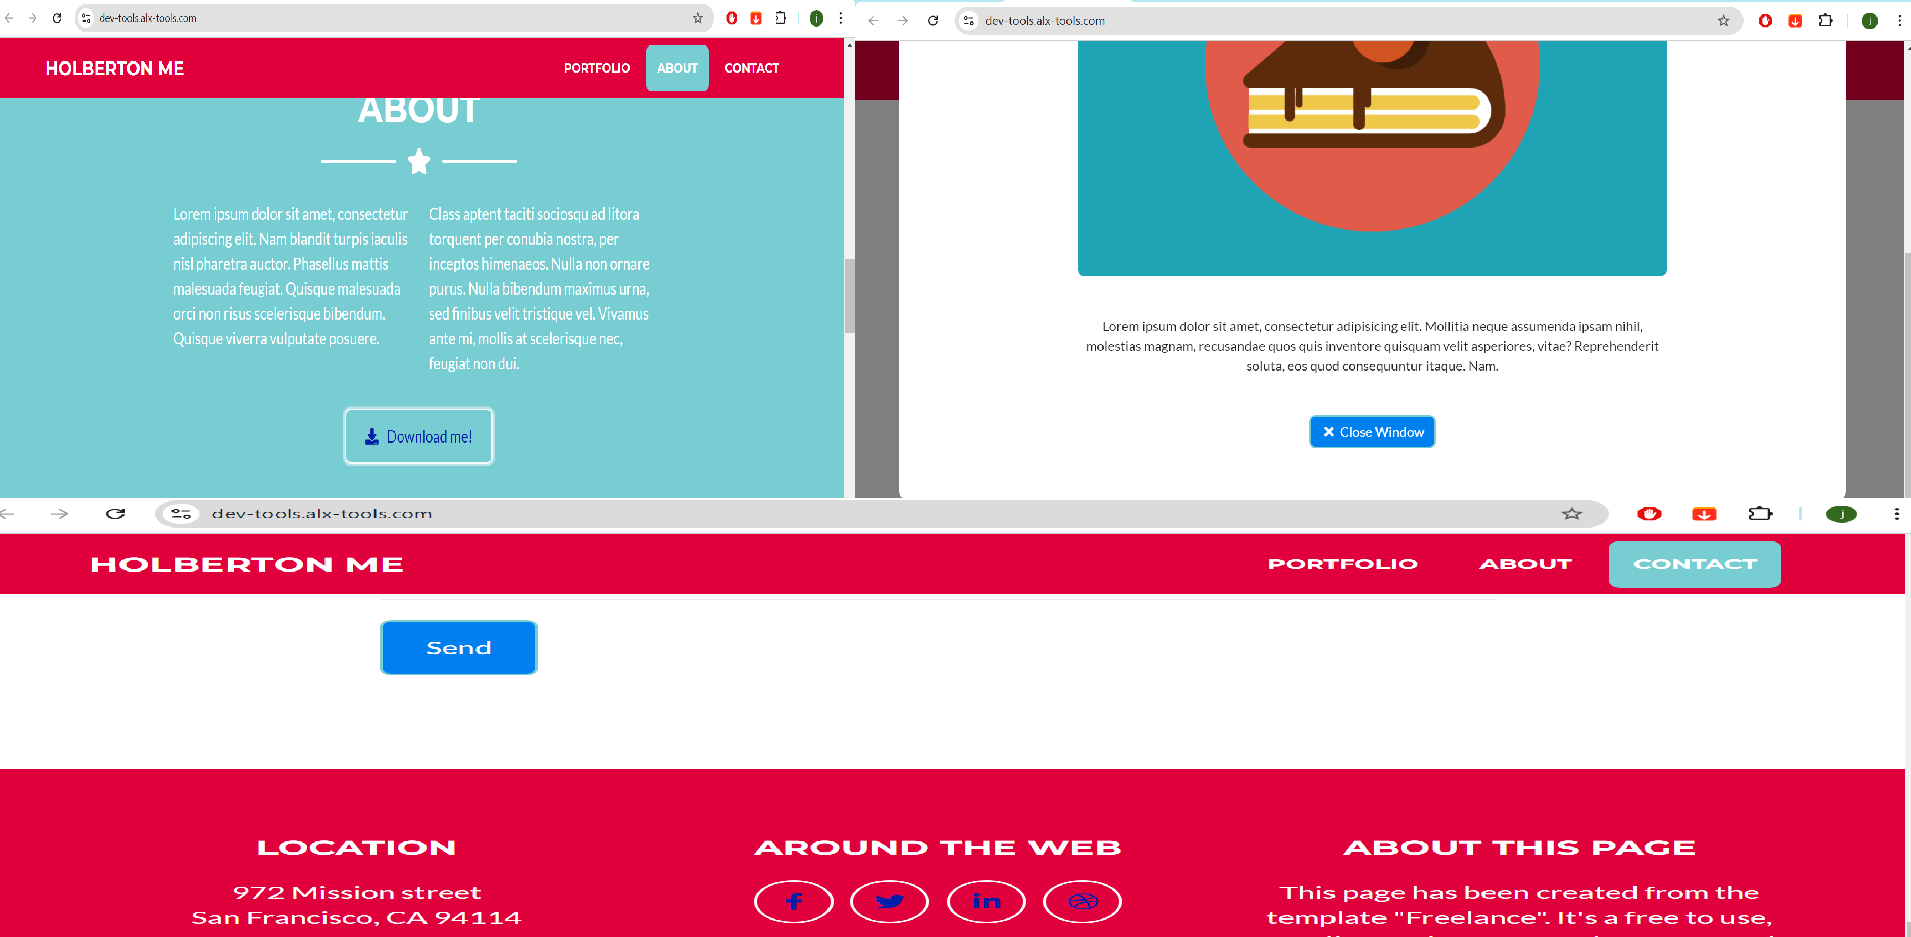 dev-tools.alx-tools.com
HOLBERTON ME
PORTFOLIO
ABOUT
CONTACT
ABOUT
Lorem ipsum dolor sit amet, consectetur
adipiscing elit. Nam blandit turpis iaculis
nisl pharetra auctor. Phasellus mattis
malesuada feugiat. Quisque malesuada
orci non risus scelerisque bibendum.
Quisque viverra vulputate posuere.
Class aptent taciti sociosqu ad litora
torquent per conubia nostra, per
inceptos himenaeos. Nulla non ornare
purus. Nulla bibendum maximus urna,
sed finibus velit tristique vel. Vivamus
ante mi, mollis at scelerisque nec,
feugiat non dui.
Download me!
dev-tools.alx-tools.com
j
j
Lorem ipsum dolor sit amet, consectetur adipisicing elit. Mollitia neque assumenda ipsam nihil,
molestias magnam, recusandae quos quis inventore quisquam velit asperiores, vitae? Reprehenderit
soluta, eos quod consequuntur itaque. Nam.
Close Window
dev-tools.alx-tools.com
j
HOLBERTON ME
PORTFOLIO
ABOUT
CONTACT
Send
LOCATION
972 Mission street
San Francisco, CA 94114
AROUND THE WEB
ABOUT THIS PAGE
This page has been created from the
template "Freelance". It's a free to use,